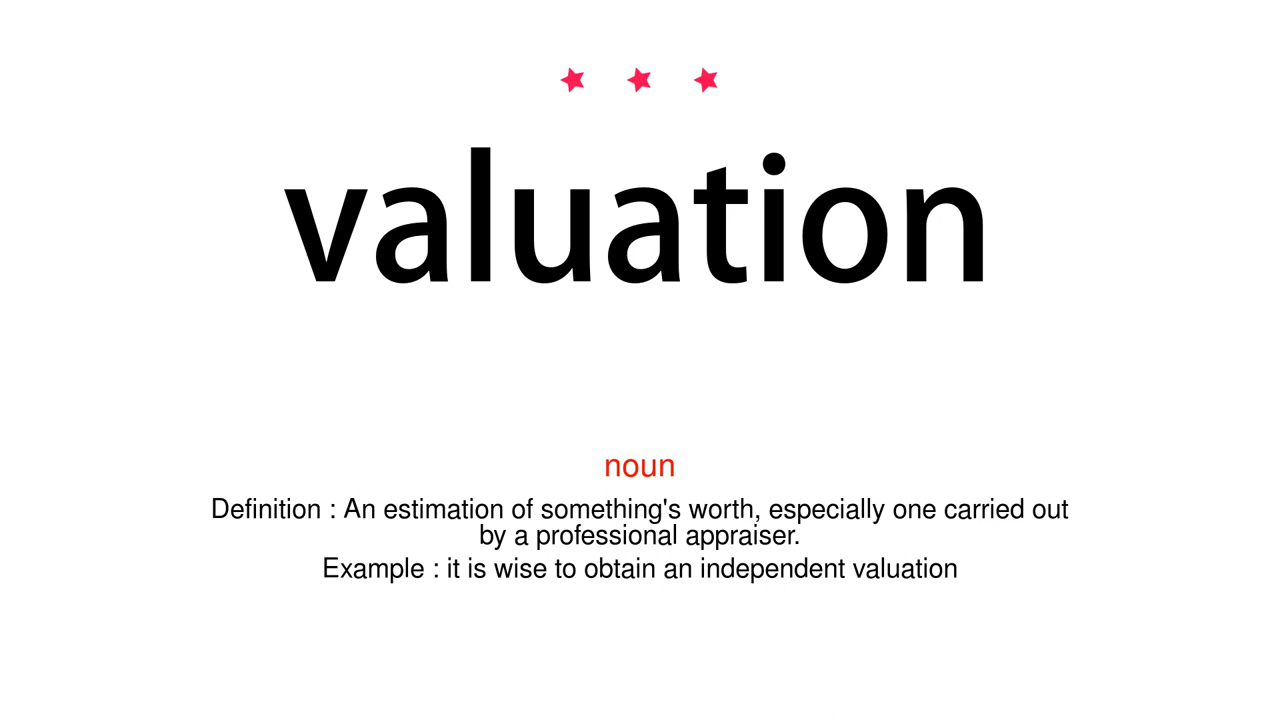 valuation
noun
Definition : An estimation of something's worth, especially one carried out
by a professional appraiser.
Example : it is wise to obtain an independent valuation